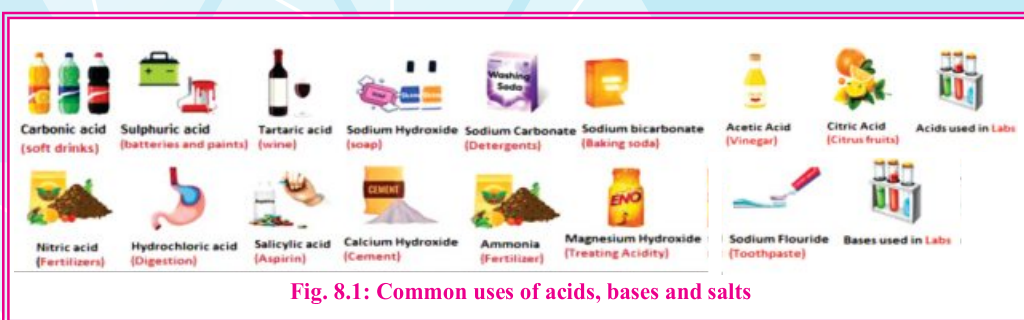 Washing
Soda
Carbonic acid
(soft drinks)
Sulphuric acid
(batteries and paints)
Tartaric acid
(wine)
Sodium Hydroxide
(soap)
Sodium Carbonate
(Detergents)
Sodium bicarbonate
(Baking soda)
Acetic Acid
(Vinegar)
Citric Acid
(Citrus fruits)
Acids used in Labs
CEMENT
ENO
Nitric acid
(Fertilizers)
Hydrochloric acid
(Digestion)
Salicylic acid
(Aspirin)
Calcium Hydroxide
(Cement)
Ammonia
(Fertilizer)
Magnesium Hydroxide
(Treating Acidity)
Sodium Flouride
(Toothpaste)
Bases used in Labs
Fig. 8.1: Common uses of acids, bases and salts